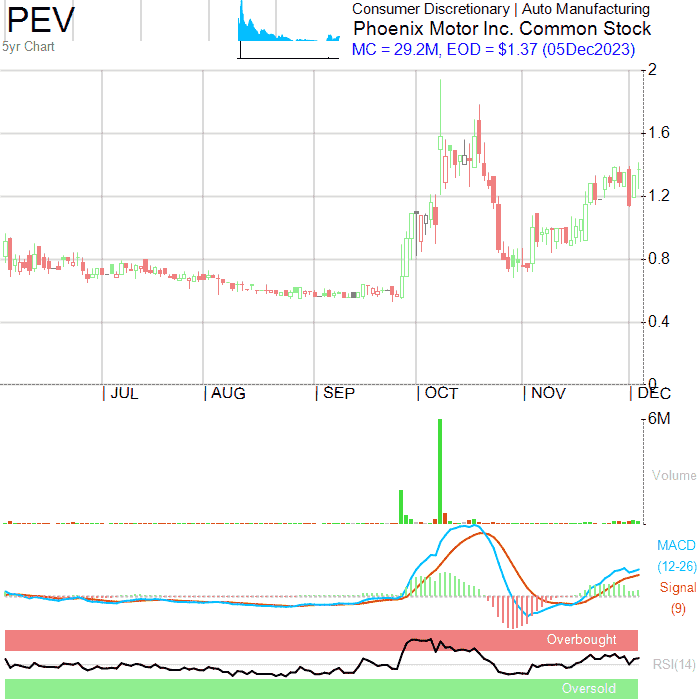 PEV
5yr Chart
Consumer Discretionary | Auto Manufacturing
Phoenix Motor Inc. Common Stock
MC = 29.2M, EOD = $1.37 (05Dec2023)
2
1.6
1.2
0.8
0.4
0
| JUL | AUG | SEP | OCT | NOV | DEC
6M
Volume
MACD
(12-26)
Signal
(9)
Overbought
RSI(14)
Oversold